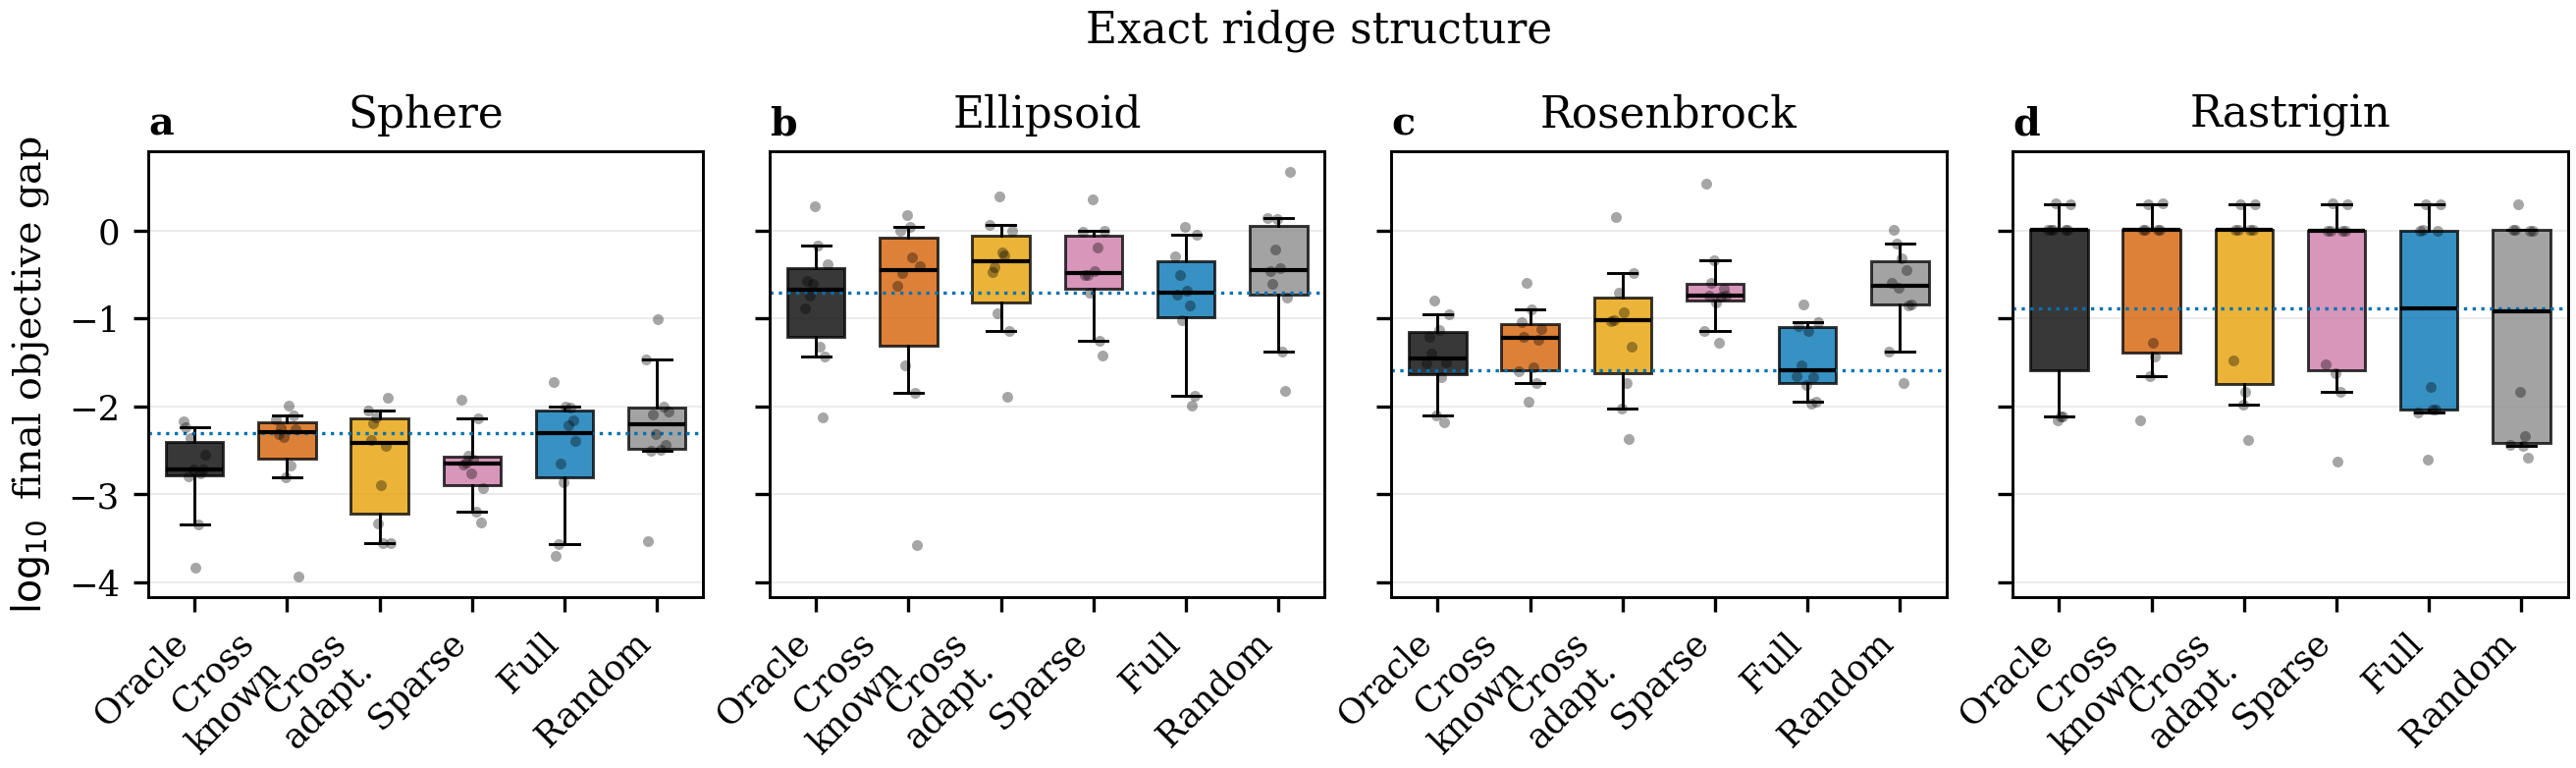 Exact ridge structure
a Sphere
b Ellipsoid
c Rosenbrock
d Rastrigin
log₁₀ final objective gap
0
−1
−2
−3
−4
Oracle
Cross
known
Cross
adapt.
Sparse
Full
Random
Oracle
Cross
known
Cross
adapt.
Sparse
Full
Random
Oracle
Cross
known
Cross
adapt.
Sparse
Full
Random
Oracle
Cross
known
Cross
adapt.
Sparse
Full
Random